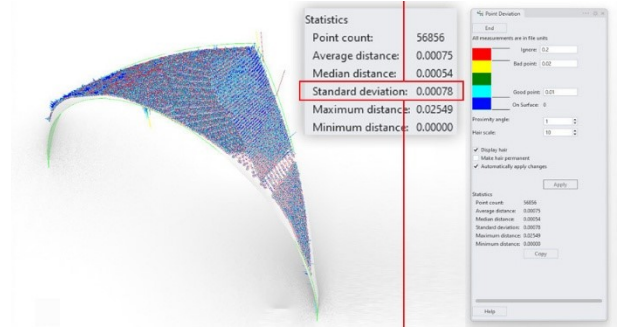 Statistics
Point count: 56856
Average distance: 0.00075
Median distance: 0.00054
Standard deviation: 0.00078
Maximum distance: 0.02549
Minimum distance: 0.00000
Point Deviation
End
All measurements are in file units
Ignore: 0.2
Bad point: 0.02
Good point: 0.01
On Surface: 0
Proximity angle: 1
Hair scale: 10
Display hair
Make hair permanent
Automatically apply changes
Apply
Statistics
Point count: 56856
Average distance: 0.00075
Median distance: 0.00054
Standard deviation: 0.00078
Maximum distance: 0.02549
Minimum distance: 0.00000
Copy
Help